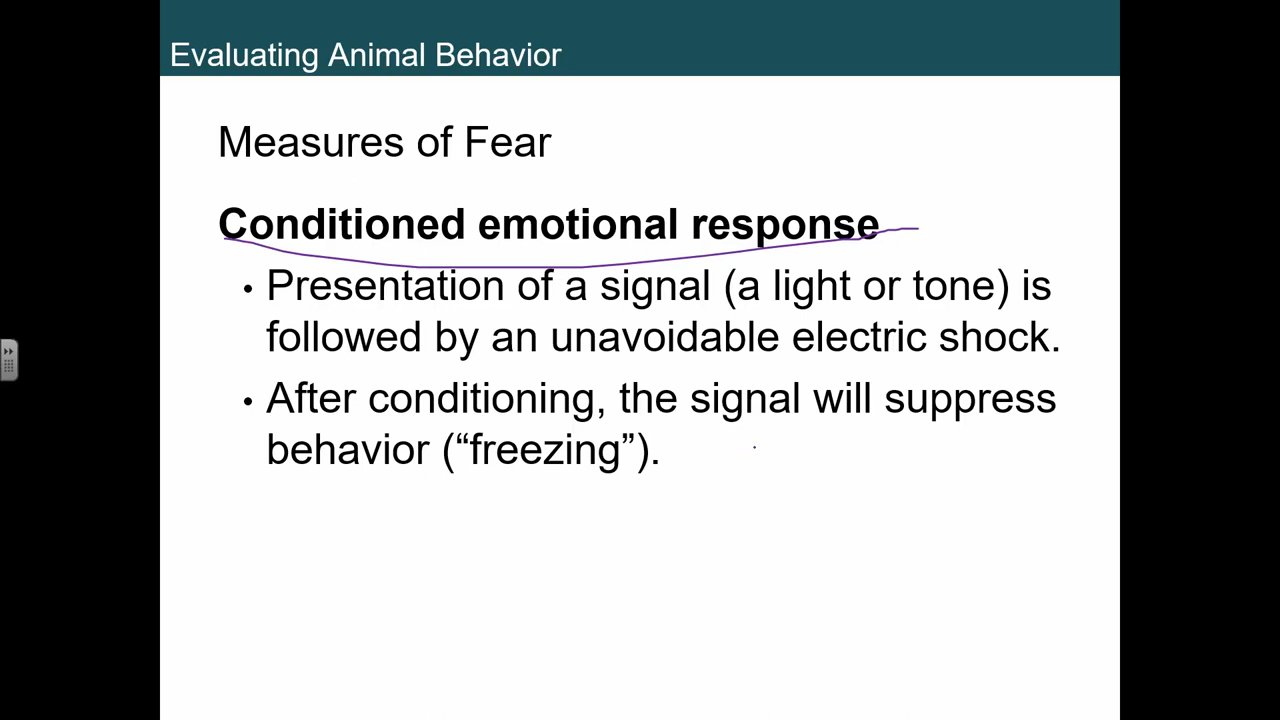 Evaluating Animal Behavior
Measures of Fear
Conditioned emotional response
• Presentation of a signal (a light or tone) is
followed by an unavoidable electric shock.
• After conditioning, the signal will suppress
behavior (“freezing”).